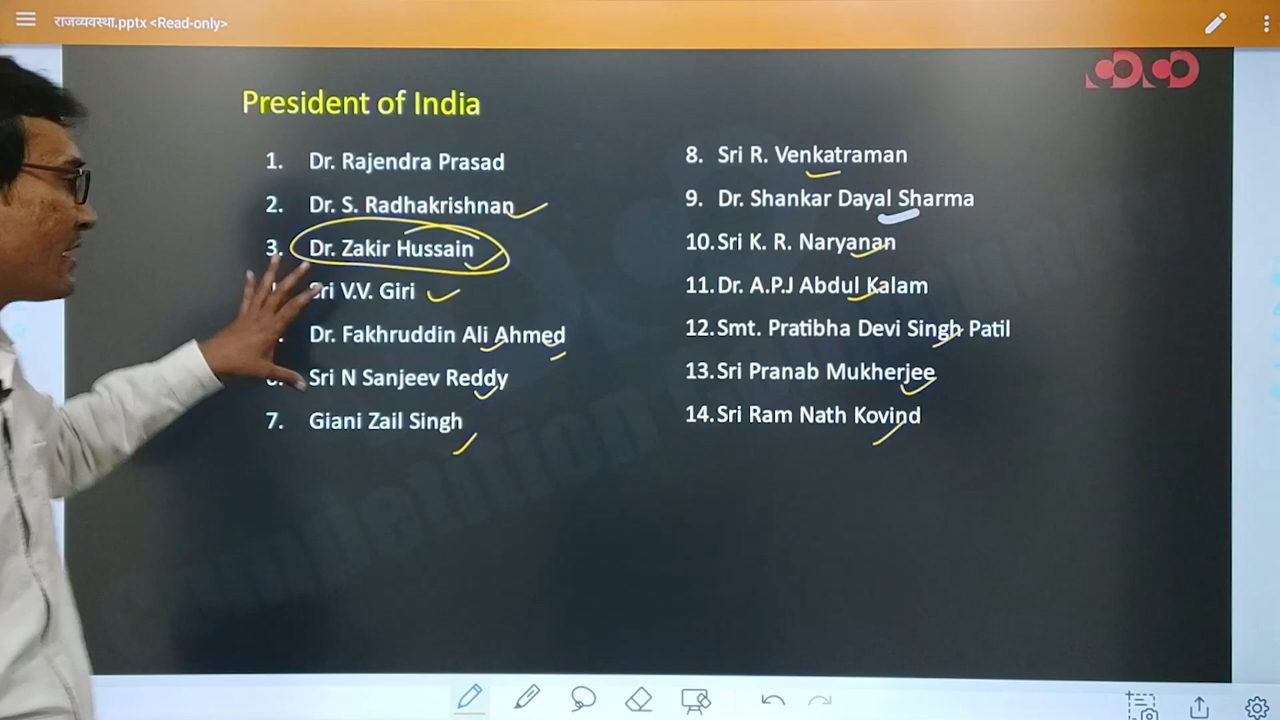 राजव्यवस्था.pptx <Read-only>
President of India
1. Dr. Rajendra Prasad
2. Dr. S. Radhakrishnan
3. Dr. Zakir Hussain
Sri V.V. Giri
Dr. Fakhruddin Ali Ahmed
Sri N Sanjeev Reddy
7. Giani Zail Singh
8. Sri R. Venkatraman
9. Dr. Shankar Dayal Sharma
10. Sri K. R. Naryanan
11. Dr. A.P.J Abdul Kalam
12. Smt. Pratibha Devi Singh Patil
13. Sri Pranab Mukherjee
14. Sri Ram Nath Kovind